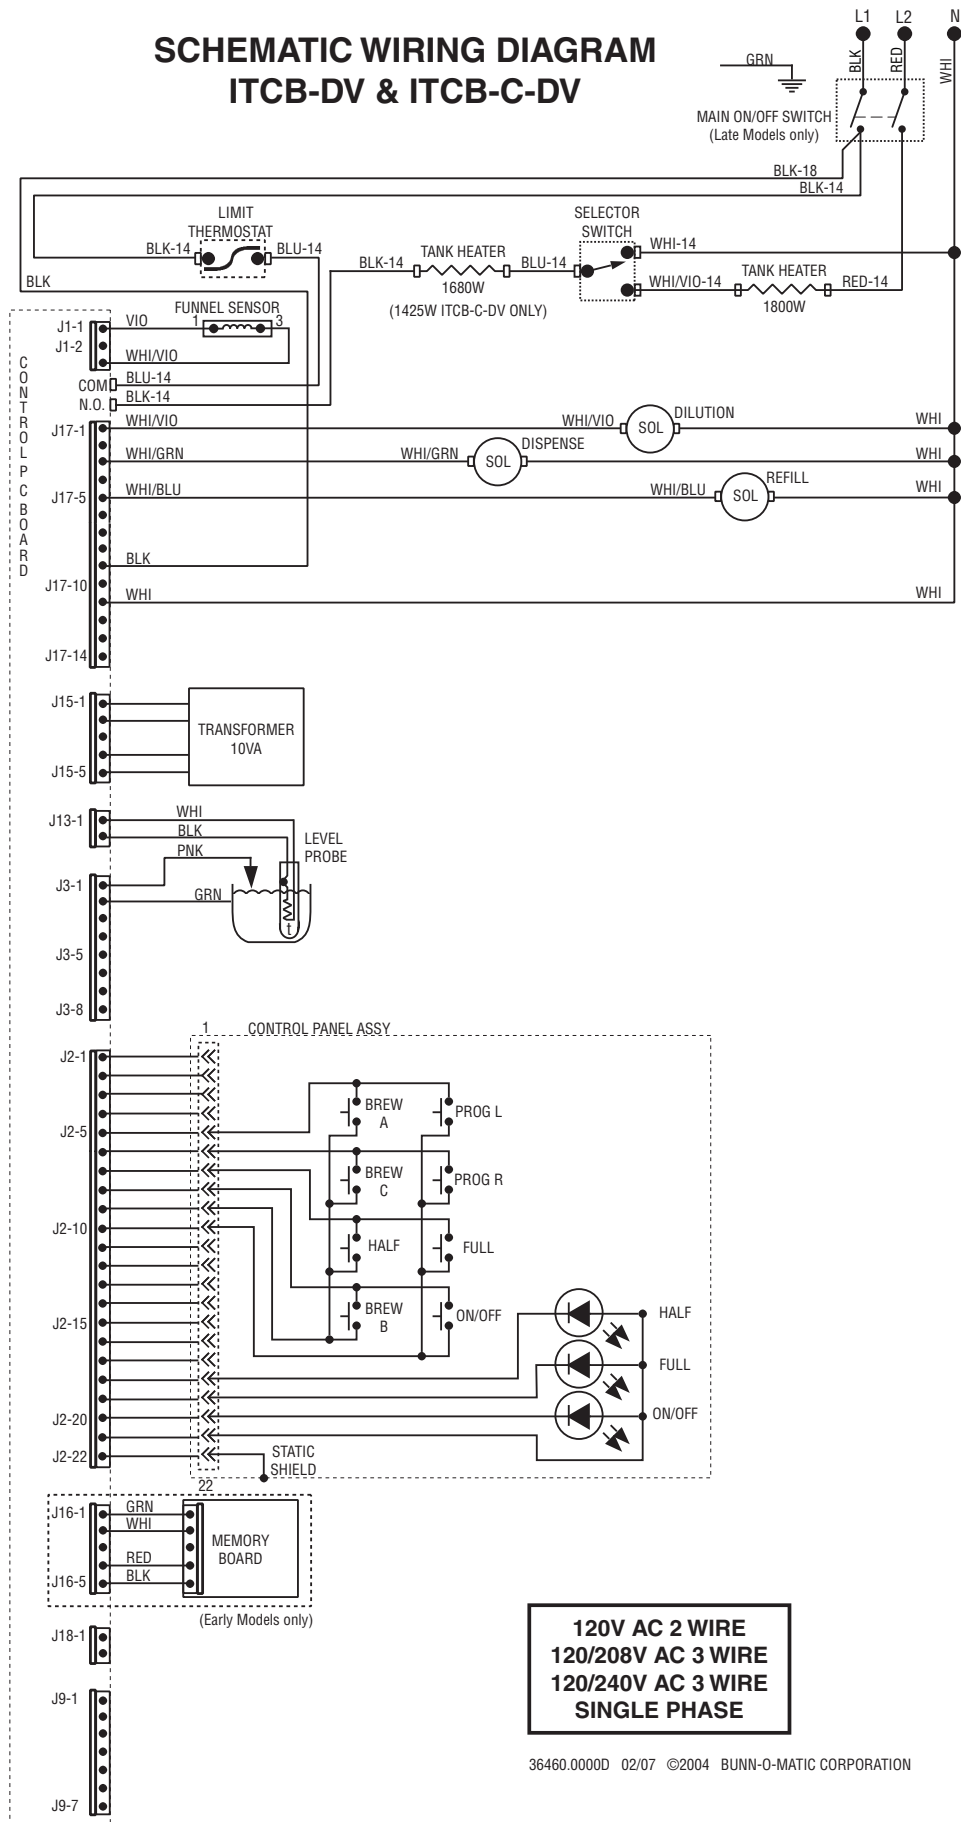 SCHEMATIC WIRING DIAGRAM
ITCB-DV & ITCB-C-DV
L1
L2
N
GRN
BLK
RED
WHI
MAIN ON/OFF SWITCH
(Late Models only)
BLK-18
BLK-14
LIMIT
THERMOSTAT
BLK-14
BLU-14
SELECTOR
SWITCH
WHI-14
BLK-14
TANK HEATER
1680W
(1425W ITCB-C-DV ONLY)
BLU-14
WHI/VIO-14
TANK HEATER
1800W
RED-14
BLK
FUNNEL SENSOR
1
3
CONTROL PC BOARD
J1-1
VIO
J1-2
WHI/VIO
COM
BLU-14
N.O.
BLK-14
J17-1
WHI/VIO
WHI/VIO
SOL
DILUTION
WHI
WHI/GRN
WHI/GRN
SOL
DISPENSE
WHI
J17-5
WHI/BLU
WHI/BLU
SOL
REFILL
WHI
BLK
J17-10
WHI
WHI
J17-14
J15-1
TRANSFORMER
10VA
J15-5
J13-1
WHI
BLK
LEVEL
PROBE
PNK
J3-1
GRN
t
J3-5
J3-8
1
CONTROL PANEL ASSY
J2-1
BREW
A
PROG L
J2-5
BREW
C
PROG R
J2-10
HALF
FULL
BREW
B
ON/OFF
HALF
J2-15
FULL
ON/OFF
J2-20
J2-22
STATIC
SHIELD
22
J16-1
GRN
WHI
MEMORY
BOARD
RED
J16-5
BLK
(Early Models only)
J18-1
J9-1
J9-7
120V AC 2 WIRE
120/208V AC 3 WIRE
120/240V AC 3 WIRE
SINGLE PHASE
36460.0000D 02/07 ©2004 BUNN-O-MATIC CORPORATION